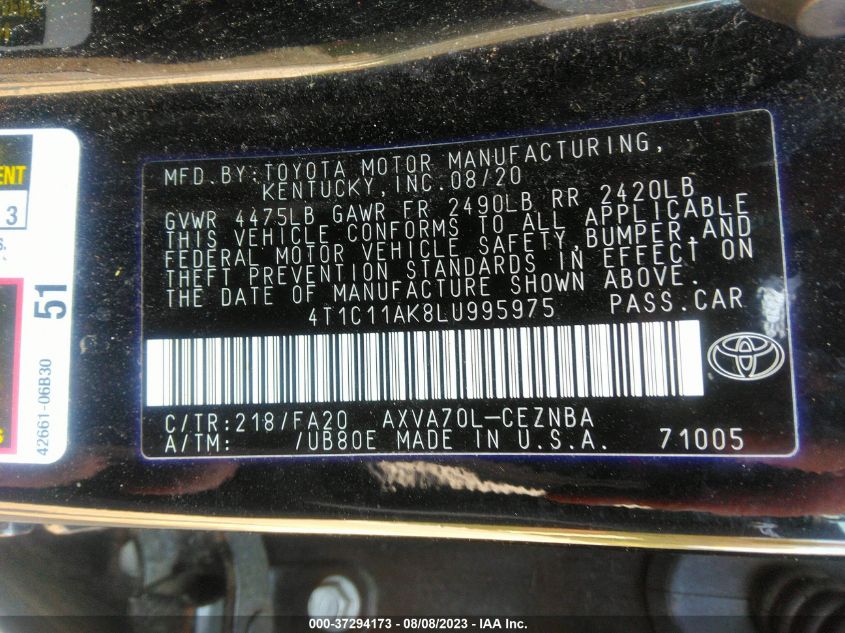 MFD.BY:TOYOTA MOTOR MANUFACTURING,
KENTUCKY,INC.08/20
GVWR 4475LB GAWR FR 2490LB RR 2420LB
THIS VEHICLE CONFORMS TO ALL APPLICABLE
FEDERAL MOTOR VEHICLE SAFETY,BUMPER,AND
THEFT PREVENTION STANDARDS IN EFFECT ON
THE DATE OF MANUFACTURE SHOWN ABOVE.
4T1C11AK8LU995975 PASS.CAR
C/TR:218/FA20 AXVA70L-CEZNBA
A/TM: /UB80E MADE IN U.S.A. 71005
3
51
42661-06B30
000-37294173 - 08/08/2023 - IAA Inc.